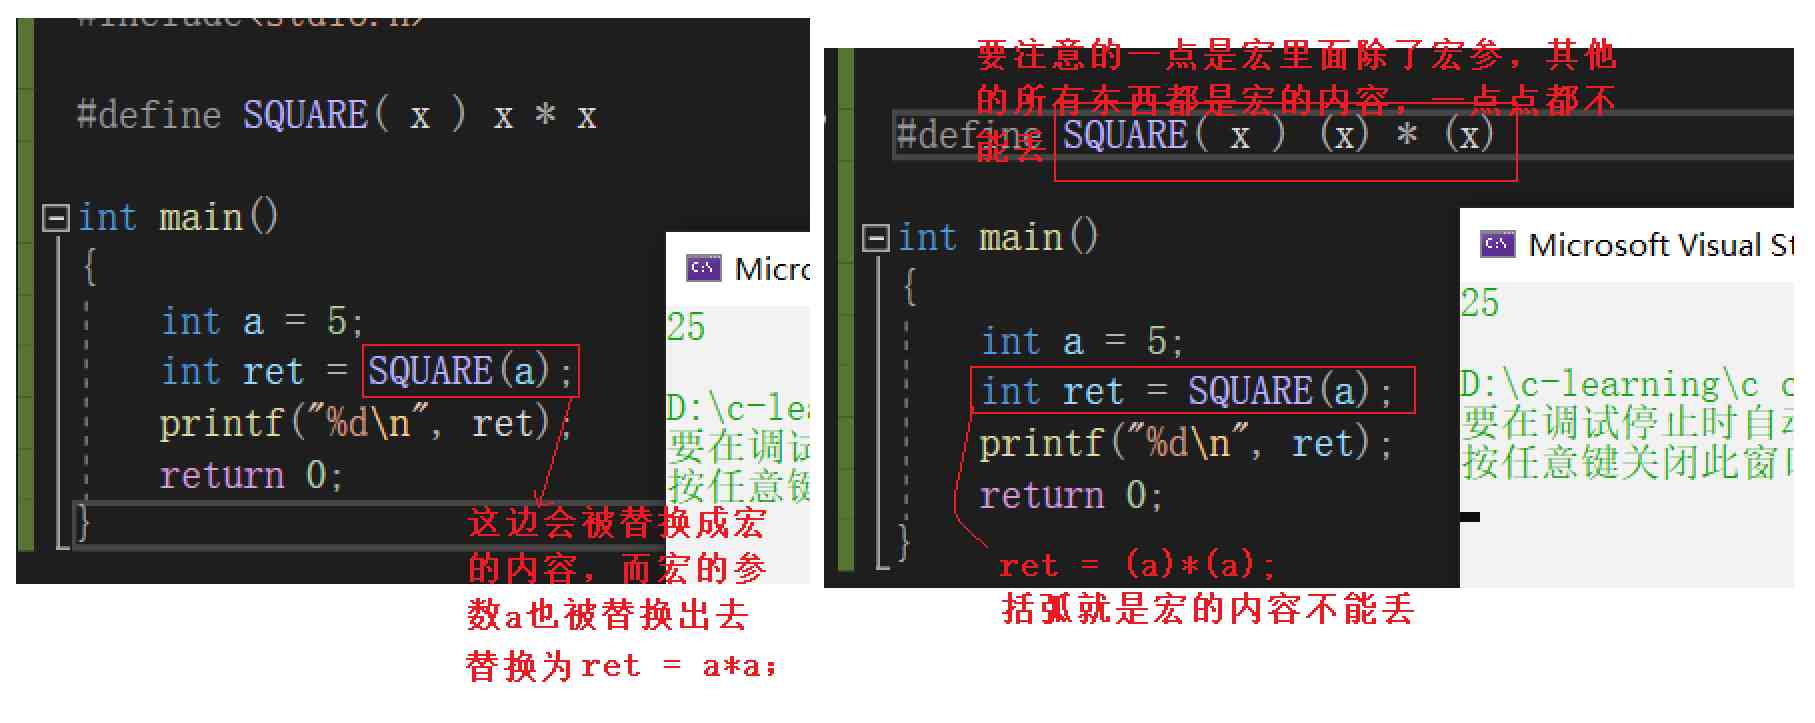 #include<stdio.h>
#define SQUARE( x ) x * x
int main()
{
int a = 5;
int ret = SQUARE(a);
printf("%d\n", ret);
return 0;
}
Micro
25
D:\c-lea
要在调试
按任意键
这边会被替换成宏
的内容，而宏的参
数a也被替换出去
替换为ret = a*a;
要注意的一点是宏里面除了宏参，其他
的所有东西都是宏的内容，一点点都不
能丢
#define SQUARE( x ) (x) * (x)
int main()
{
int a = 5;
int ret = SQUARE(a);
printf("%d\n", ret);
return 0;
}
Microsoft Visual St
25
D:\c-learning\c c
要在调试停止时自动
按任意键关闭此窗口
ret = (a)*(a);
括弧就是宏的内容不能丢